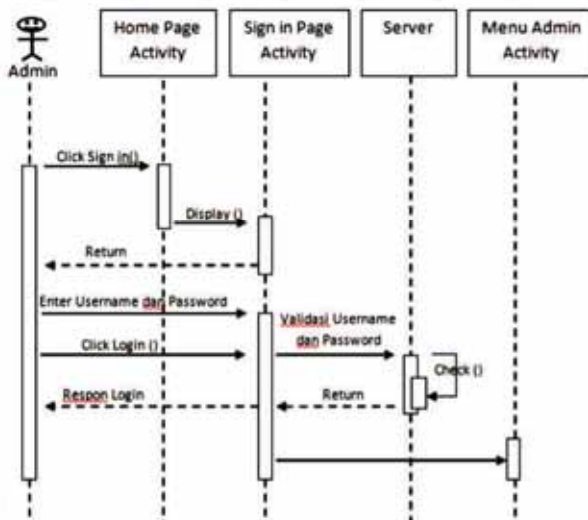 Admin
Home Page
Activity
Sign in Page
Activity
Server
Menu Admin
Activity
Click Sign in()
Display ()
Return
Enter Username dan Password
Validasi Username
dan Password
Click Login ()
Check ()
Respon Login
Return